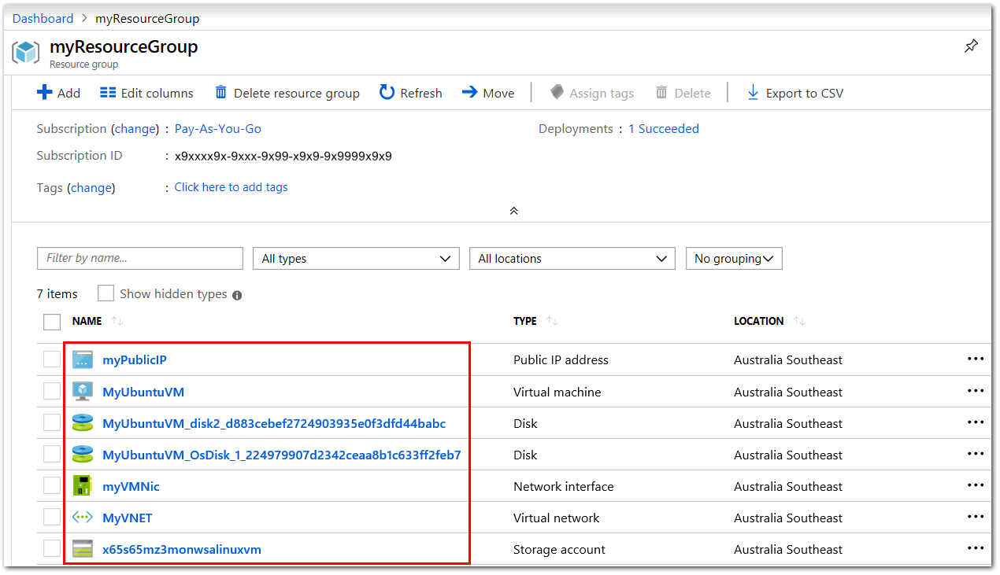 Dashboard > myResourceGroup
myResourceGroup
Resource group
Add Edit columns Delete resource group Refresh Move Assign tags Delete Export to CSV
Subscription (change) : Pay-As-You-Go Deployments : 1 Succeeded
Subscription ID : x9xxxx9x-9xxx-9x99-x9x9-9x9999x9x9
Tags (change) : Click here to add tags
Filter by name... All types All locations No grouping
7 items Show hidden types
NAME TYPE LOCATION
myPublicIP Public IP address Australia Southeast
MyUbuntuVM Virtual machine Australia Southeast
MyUbuntuVM_disk2_d883cebef2724903935e0f3dfd44babc Disk Australia Southeast
MyUbuntuVM_OsDisk_1_224979907d2342ceaa8b1c633ff2feb7 Disk Australia Southeast
myVMNic Network interface Australia Southeast
MyVNET Virtual network Australia Southeast
x65s65mz3monwsalinuxvm Storage account Australia Southeast